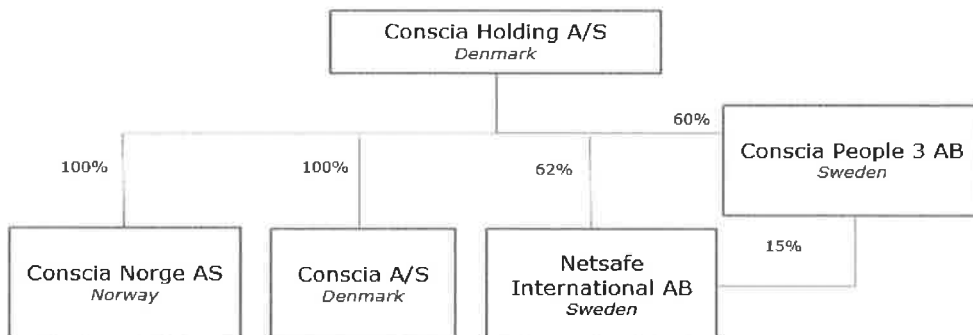 Conscia Holding A/S
Denmark
60%
Conscia People 3 AB
Sweden
100%
100%
62%
15%
Conscia Norge AS
Norway
Conscia A/S
Denmark
Netsafe
International AB
Sweden